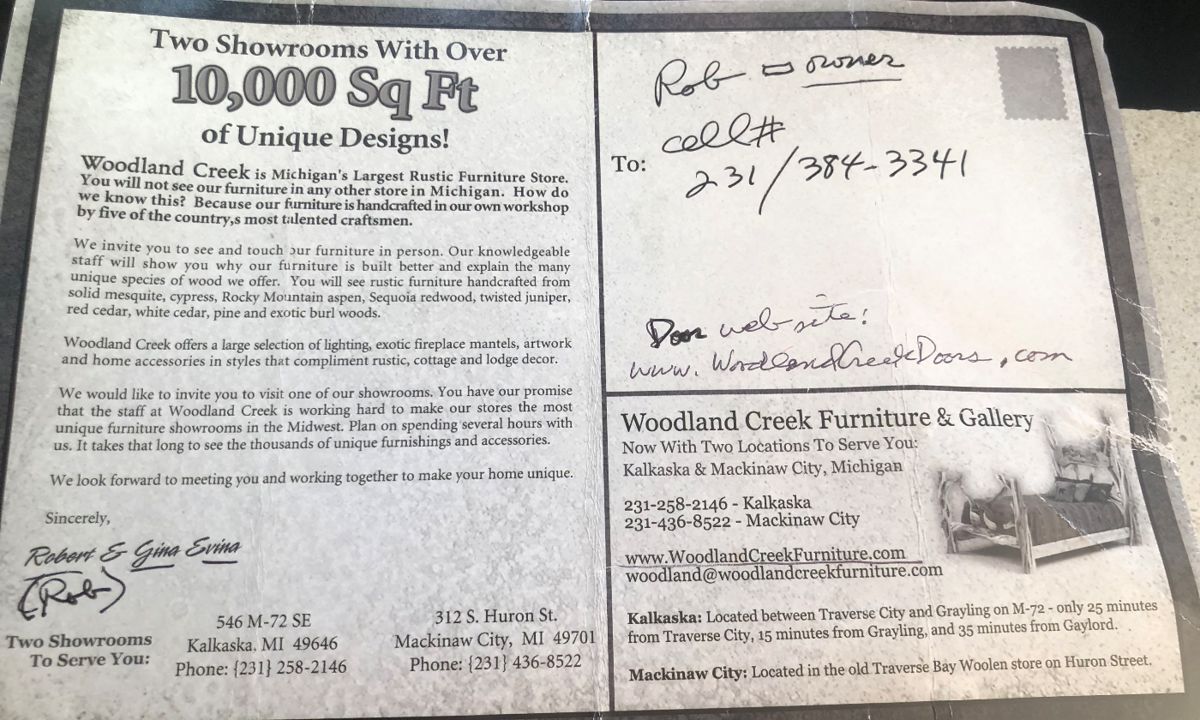 Two Showrooms With Over
10,000 Sq Ft
of Unique Designs!
Woodland Creek is Michigan's Largest Rustic Furniture Store.
You will not see our furniture in any other store in Michigan. How do
we know this? Because our furniture is handcrafted in our own workshop
by five of the country,s most talented craftsmen.
We invite you to see and touch our furniture in person. Our knowledgeable
staff will show you why our furniture is built better and explain the many
unique species of wood we offer. You will see rustic furniture handcrafted from
solid mesquite, cypress, Rocky Mountain aspen, Sequoia redwood, twisted juniper,
red cedar, white cedar, pine and exotic burl woods.
Woodland Creek offers a large selection of lighting, exotic fireplace mantels, artwork
and home accessories in styles that compliment rustic, cottage and lodge decor.
We would like to invite you to visit one of our showrooms. You have our promise
that the staff at Woodland Creek is working hard to make our stores the most
unique furniture showrooms in the Midwest. Plan on spending several hours with
us. It takes that long to see the thousands of unique furnishings and accessories.
We look forward to meeting you and working together to make your home unique.
Sincerely,
Robert & Gina Evina
(Rob)
Two Showrooms
To Serve You:
546 M-72 SE
Kalkaska. MI 49646
Phone: {231} 258-2146
312 S. Huron St.
Mackinaw City, MI 49701
Phone: {231} 436-8522
Rob - owner
cell#
To: 231/384-3341
Door web site:
www.WoodlandCreekDoors.com
Woodland Creek Furniture & Gallery
Now With Two Locations To Serve You:
Kalkaska & Mackinaw City, Michigan
231-258-2146 - Kalkaska
231-436-8522 - Mackinaw City
www.WoodlandCreekFurniture.com
woodland@woodlandcreekfurniture.com
Kalkaska: Located between Traverse City and Grayling on M-72 - only 25 minutes
from Traverse City, 15 minutes from Grayling, and 35 minutes from Gaylord.
Mackinaw City: Located in the old Traverse Bay Woolen store on Huron Street.